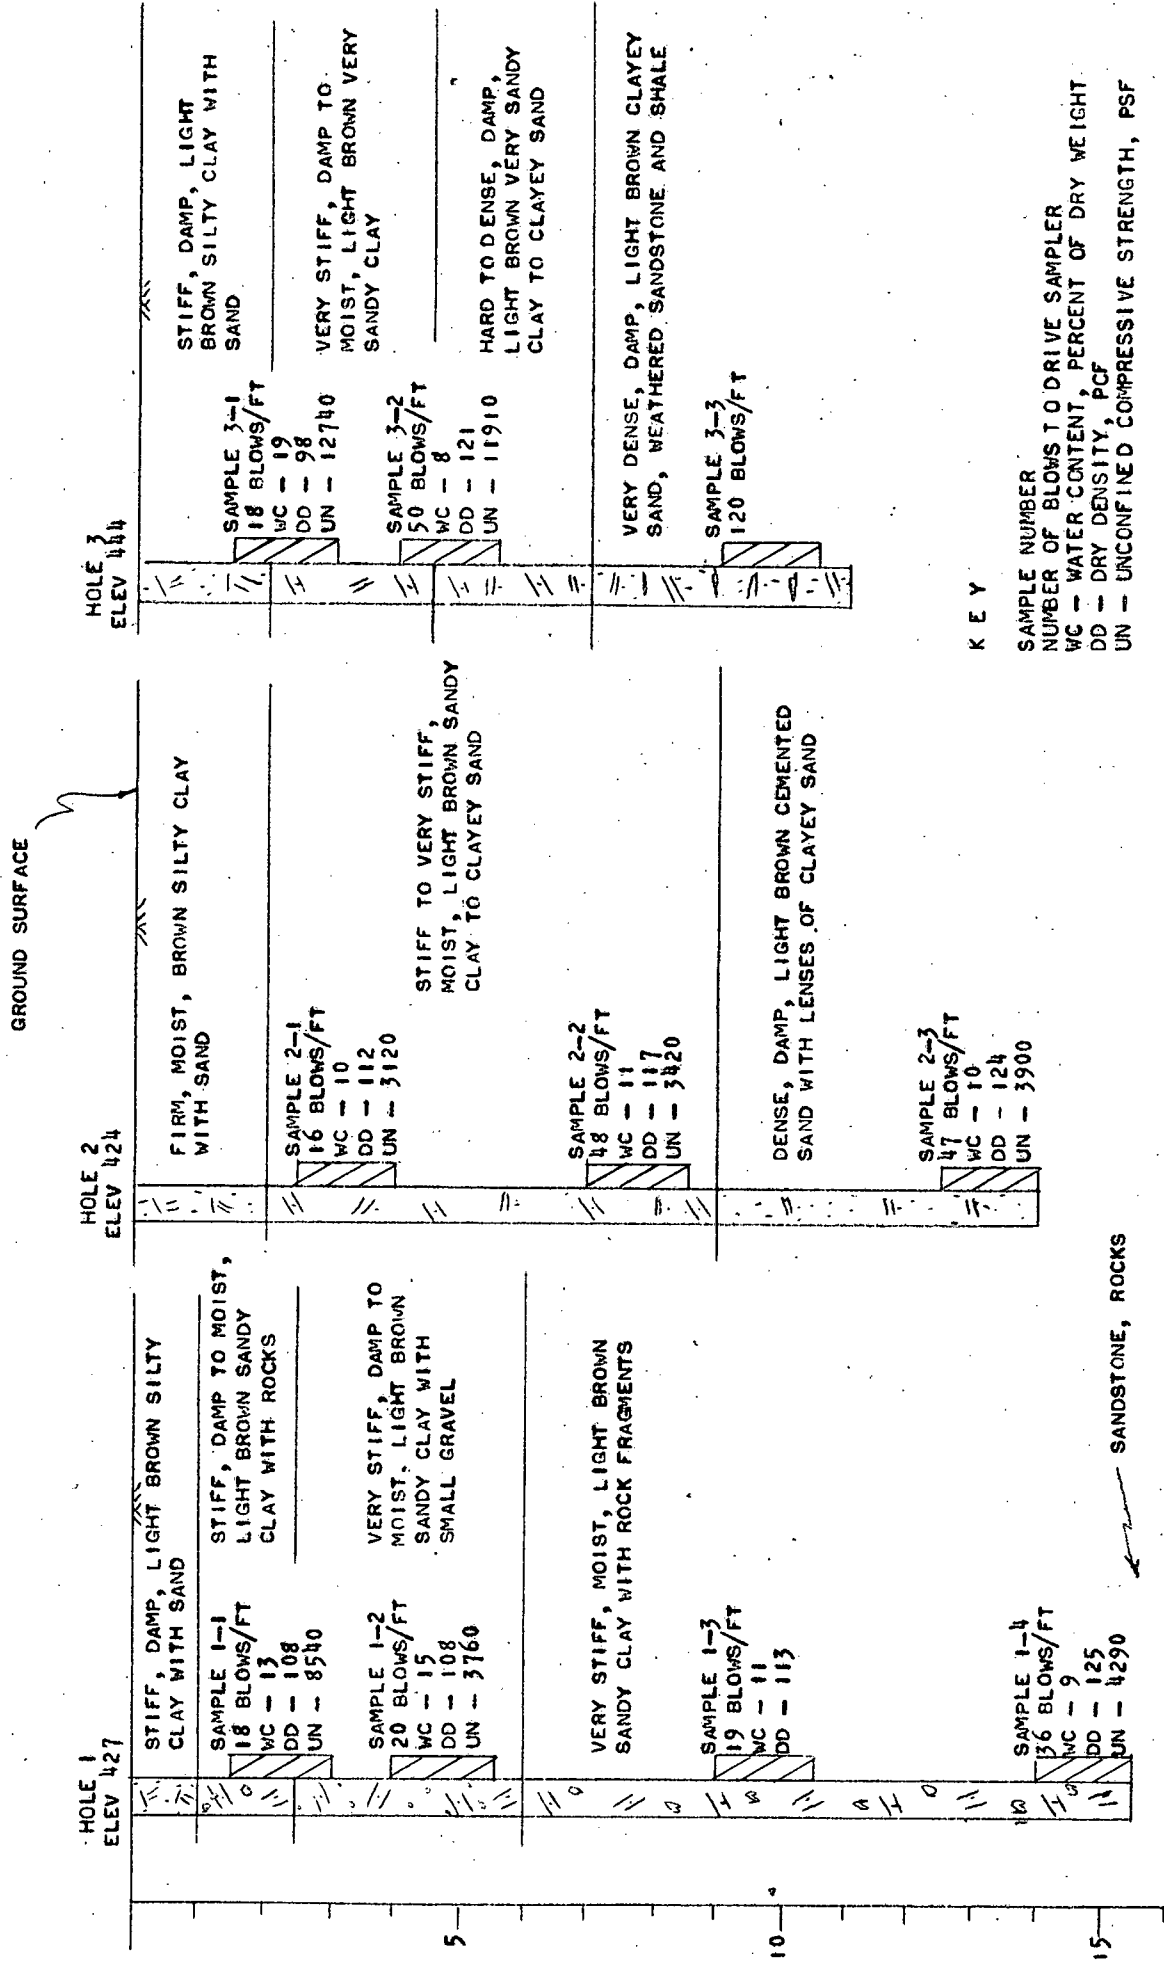 GROUND SURFACE
HOLE 1
ELEV 427
STIFF, DAMP, LIGHT BROWN SILTY
CLAY WITH SAND
SAMPLE 1-1
18 BLOWS/FT
WC - 13
DD - 108
UN - 8540
STIFF, DAMP TO MOIST,
LIGHT BROWN SANDY
CLAY WITH ROCKS
SAMPLE 1-2
20 BLOWS/FT
WC - 15
DD - 108
UN - 3760
VERY STIFF, DAMP TO
MOIST, LIGHT BROWN
SANDY CLAY WITH
SMALL GRAVEL
VERY STIFF, MOIST, LIGHT BROWN
SANDY CLAY WITH ROCK FRAGMENTS
SAMPLE 1-3
19 BLOWS/FT
WC - 11
DD - 113
SAMPLE 1-4
36 BLOWS/FT
WC - 9
DD - 125
UN - 4290
SANDSTONE, ROCKS
5
10
15
HOLE 2
ELEV 424
FIRM, MOIST, BROWN SILTY CLAY
WITH SAND
SAMPLE 2-1
16 BLOWS/FT
WC - 10
DD - 112
UN - 3120
STIFF TO VERY STIFF,
MOIST, LIGHT BROWN SANDY
CLAY TO CLAYEY SAND
SAMPLE 2-2
48 BLOWS/FT
WC - 11
DD - 117
UN - 3420
DENSE, DAMP, LIGHT BROWN CEMENTED
SAND WITH LENSES OF CLAYEY SAND
SAMPLE 2-3
47 BLOWS/FT
WC - 10
DD - 124
UN - 3900
HOLE 3
ELEV 444
STIFF, DAMP, LIGHT
BROWN SILTY CLAY WITH
SAND
SAMPLE 3-1
18 BLOWS/FT
WC - 19
DD - 98
UN - 12740
VERY STIFF, DAMP TO
MOIST, LIGHT BROWN VERY
SANDY CLAY
SAMPLE 3-2
50 BLOWS/FT
WC - 8
DD - 121
UN - 11910
HARD TO DENSE, DAMP,
LIGHT BROWN VERY SANDY
CLAY TO CLAYEY SAND
VERY DENSE, DAMP, LIGHT BROWN CLAYEY
SAND, WEATHERED SANDSTONE AND SHALE
SAMPLE 3-3
120 BLOWS/FT
KEY
SAMPLE NUMBER
NUMBER OF BLOWS TO DRIVE SAMPLER
WC - WATER CONTENT, PERCENT OF DRY WEIGHT
DD - DRY DENSITY, PCF
UN - UNCONFINED COMPRESSIVE STRENGTH, PSF